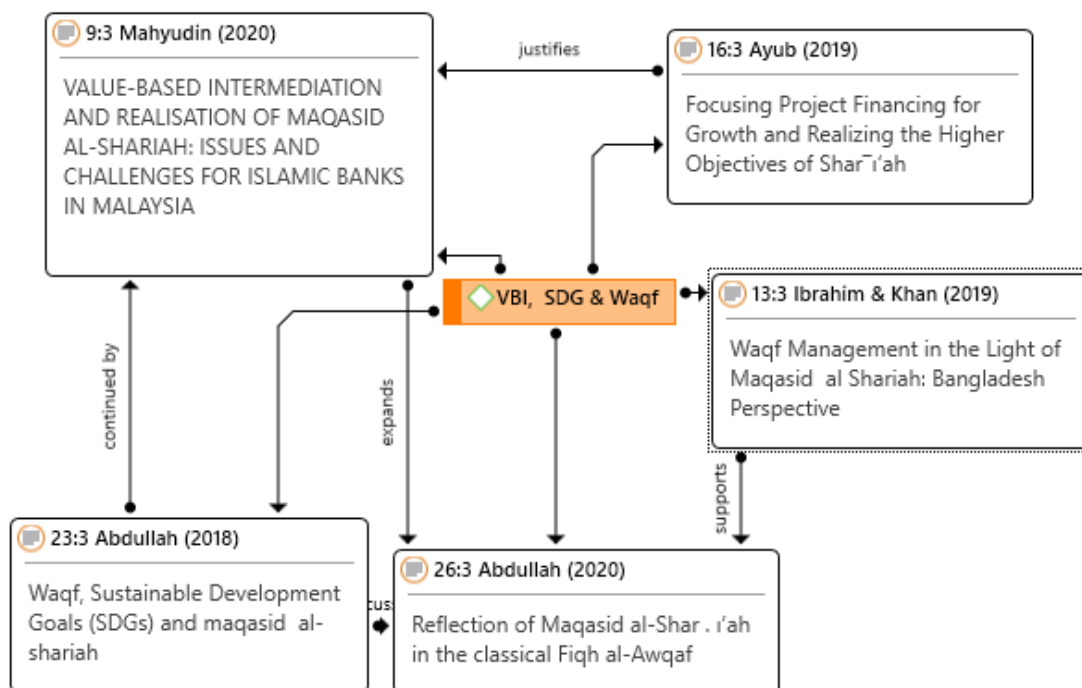 9:3 Mahyudin (2020)
VALUE-BASED INTERMEDIATION
AND REALISATION OF MAQASID
AL-SHARIAH: ISSUES AND
CHALLENGES FOR ISLAMIC BANKS
IN MALAYSIA
justifies
16:3 Ayub (2019)
Focusing Project Financing for
Growth and Realizing the Higher
Objectives of Shar¯ı'ah
VBI, SDG & Waqf
13:3 Ibrahim & Khan (2019)
Waqf Management in the Light of
Maqasid al Shariah: Bangladesh
Perspective
continued by
expands
supports
23:3 Abdullah (2018)
Waqf, Sustainable Development
Goals (SDGs) and maqasid al-
shariah
26:3 Abdullah (2020)
Reflection of Maqasid al-Shar . ı'ah
in the classical Fiqh al-Awqaf